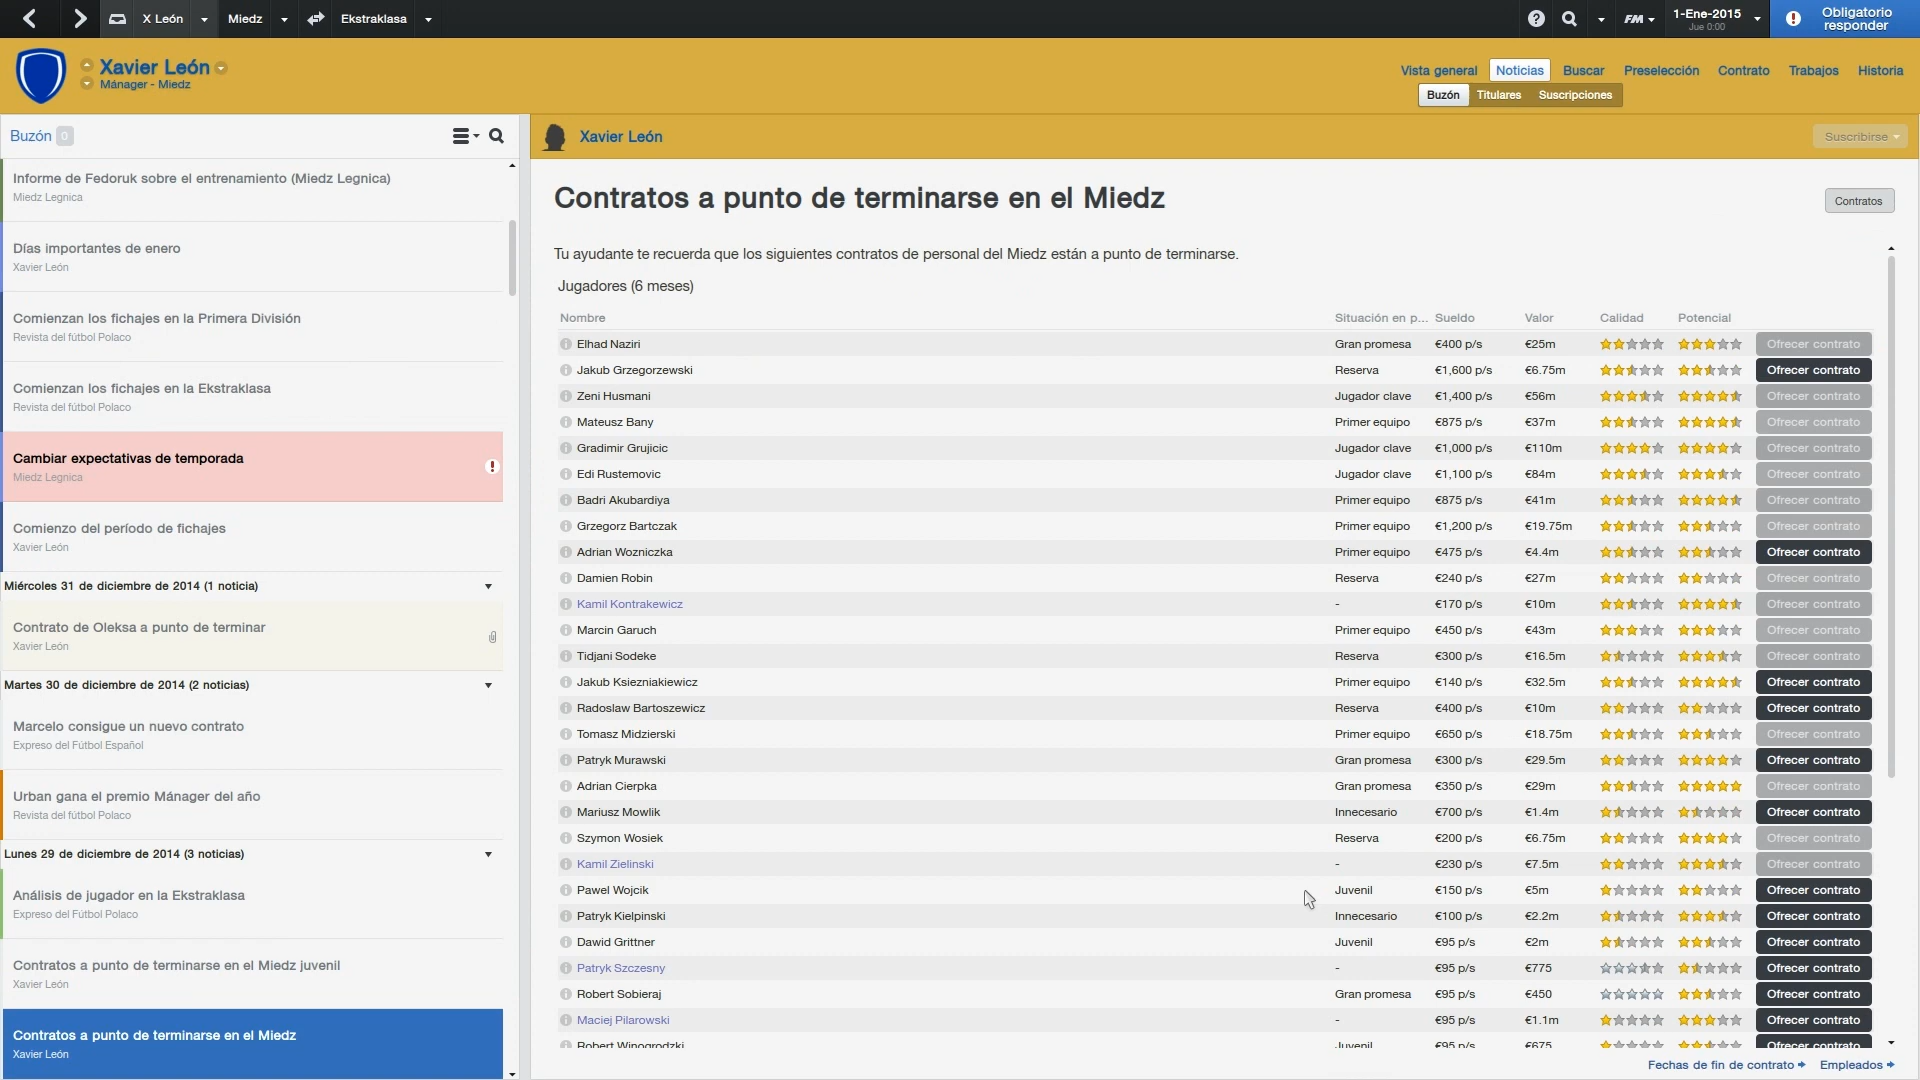 X León
Miedz
Ekstraklasa
FM
1-Ene-2015
Jue 0:00
Obligatorio responder
Xavier León
Mánager - Miedz
Vista general Noticias Buscar Preselección Contrato Trabajos Historia
Buzón Titulares Suscripciones
Buzón 0
Informe de Fedoruk sobre el entrenamiento (Miedz Legnica)
Miedz Legnica
Días importantes de enero
Xavier León
Comienzan los fichajes en la Primera División
Revista del fútbol Polaco
Comienzan los fichajes en la Ekstraklasa
Revista del fútbol Polaco
Cambiar expectativas de temporada
Miedz Legnica
Comienzo del período de fichajes
Xavier León
Miércoles 31 de diciembre de 2014 (1 noticia)
Contrato de Oleksa a punto de terminar
Xavier León
Martes 30 de diciembre de 2014 (2 noticias)
Marcelo consigue un nuevo contrato
Expreso del Fútbol Español
Urban gana el premio Mánager del año
Revista del fútbol Polaco
Lunes 29 de diciembre de 2014 (3 noticias)
Análisis de jugador en la Ekstraklasa
Expreso del Fútbol Polaco
Contratos a punto de terminarse en el Miedz juvenil
Xavier León
Contratos a punto de terminarse en el Miedz
Xavier León
Xavier León
Suscribirse
Contratos a punto de terminarse en el Miedz
Contratos
Tu ayudante te recuerda que los siguientes contratos de personal del Miedz están a punto de terminarse.
Jugadores (6 meses)
Nombre Situación en p... Sueldo Valor Calidad Potencial
Elhad Naziri Gran promesa €400 p/s €25m Ofrecer contrato
Jakub Grzegorzewski Reserva €1,600 p/s €6.75m Ofrecer contrato
Zeni Husmani Jugador clave €1,400 p/s €56m Ofrecer contrato
Mateusz Bany Primer equipo €875 p/s €37m Ofrecer contrato
Gradimir Grujicic Jugador clave €1,000 p/s €110m Ofrecer contrato
Edi Rustemovic Jugador clave €1,100 p/s €84m Ofrecer contrato
Badri Akubardiya Primer equipo €875 p/s €41m Ofrecer contrato
Grzegorz Bartczak Primer equipo €1,200 p/s €19.75m Ofrecer contrato
Adrian Wozniczka Primer equipo €475 p/s €4.4m Ofrecer contrato
Damien Robin Reserva €240 p/s €27m Ofrecer contrato
Kamil Kontrakewicz - €170 p/s €10m Ofrecer contrato
Marcin Garuch Primer equipo €450 p/s €43m Ofrecer contrato
Tidjani Sodeke Reserva €300 p/s €16.5m Ofrecer contrato
Jakub Ksiezniakiewicz Primer equipo €140 p/s €32.5m Ofrecer contrato
Radoslaw Bartoszewicz Reserva €400 p/s €10m Ofrecer contrato
Tomasz Midzierski Primer equipo €650 p/s €18.75m Ofrecer contrato
Patryk Murawski Gran promesa €300 p/s €29.5m Ofrecer contrato
Adrian Cierpka Gran promesa €350 p/s €29m Ofrecer contrato
Mariusz Mowlik Innecesario €700 p/s €1.4m Ofrecer contrato
Szymon Wosiek Reserva €200 p/s €6.75m Ofrecer contrato
Kamil Zielinski - €230 p/s €7.5m Ofrecer contrato
Pawel Wojcik Juvenil €150 p/s €5m Ofrecer contrato
Patryk Kielpinski Innecesario €100 p/s €2.2m Ofrecer contrato
Dawid Grittner Juvenil €95 p/s €2m Ofrecer contrato
Patryk Szczesny - €95 p/s €775 Ofrecer contrato
Robert Sobieraj Gran promesa €95 p/s €450 Ofrecer contrato
Maciej Pilarowski - €95 p/s €1.1m Ofrecer contrato
Robert Winogrodzki Juvenil €95 p/s €675 Ofrecer contrato
Fechas de fin de contrato Empleados